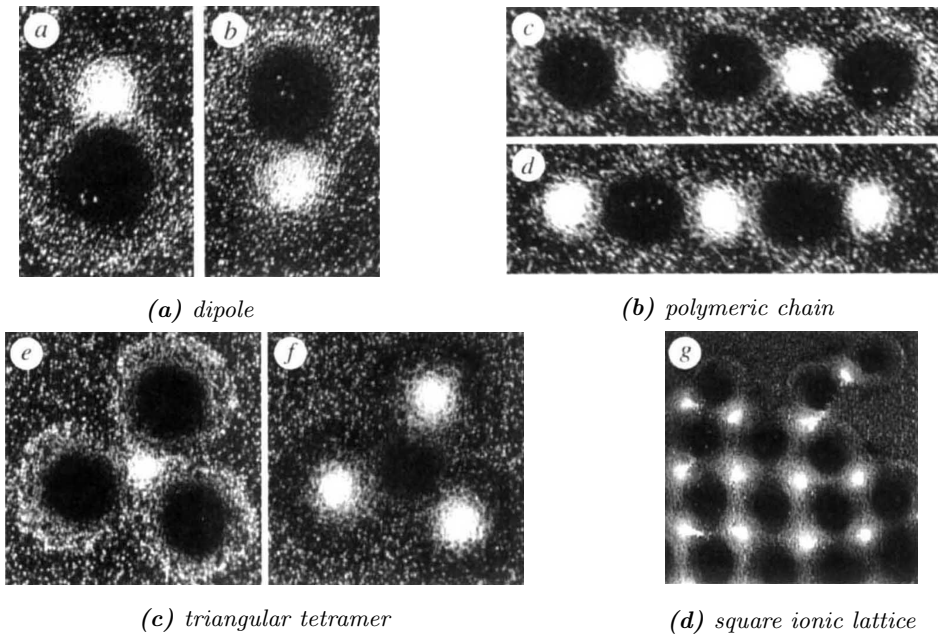 a
b
c
d
(a) dipole
(b) polymeric chain
e
f
g
(c) triangular tetramer
(d) square ionic lattice